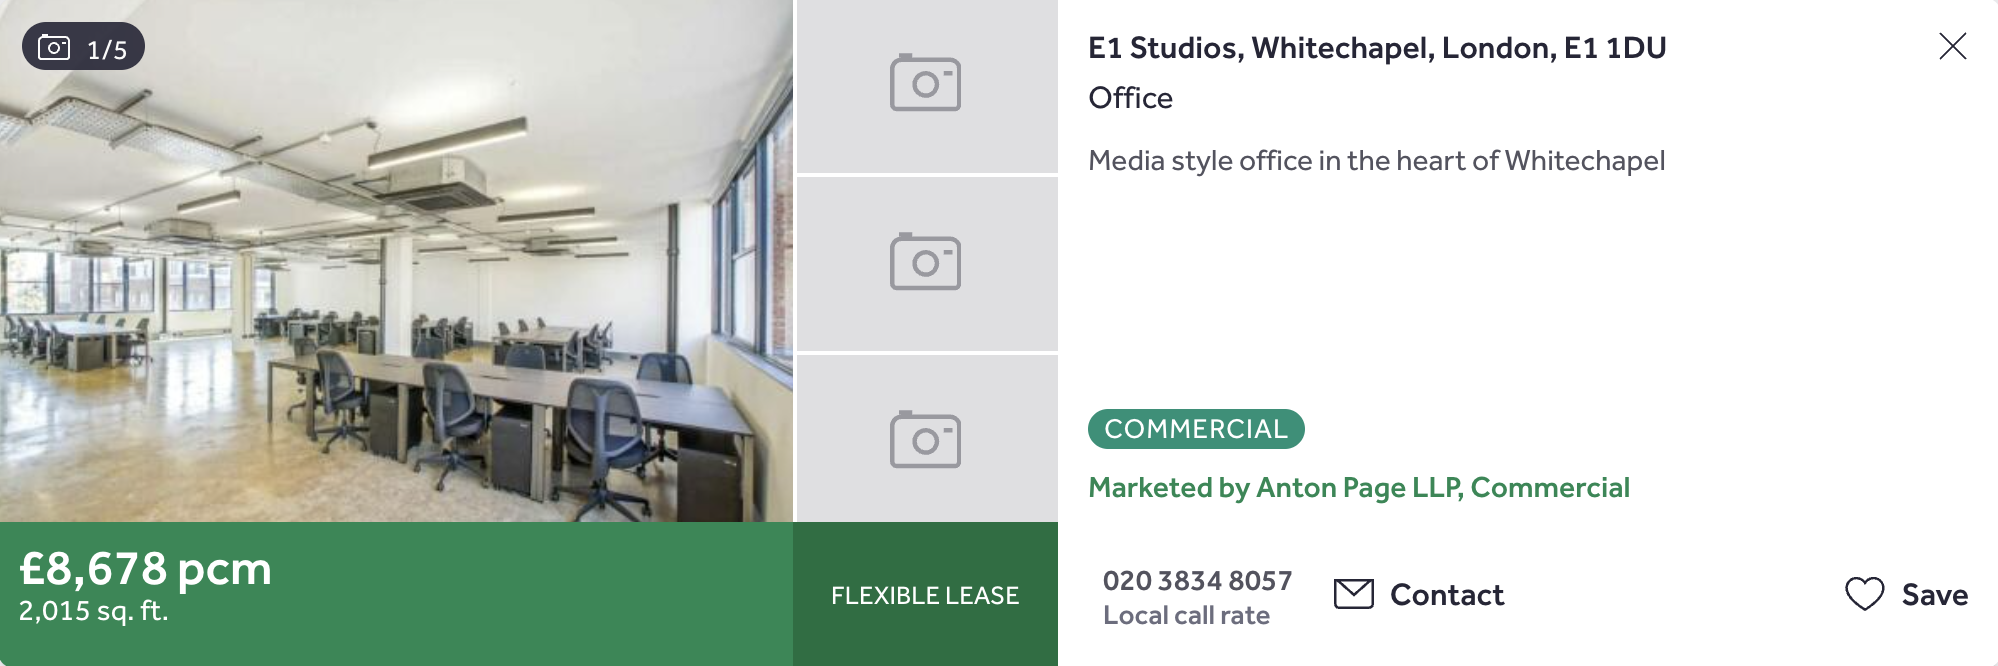 1/5
£8,678 pcm
2,015 sq. ft.
FLEXIBLE LEASE
E1 Studios, Whitechapel, London, E1 1DU
Office
Media style office in the heart of Whitechapel
COMMERCIAL
Marketed by Anton Page LLP, Commercial
020 3834 8057
Local call rate
Contact
Save